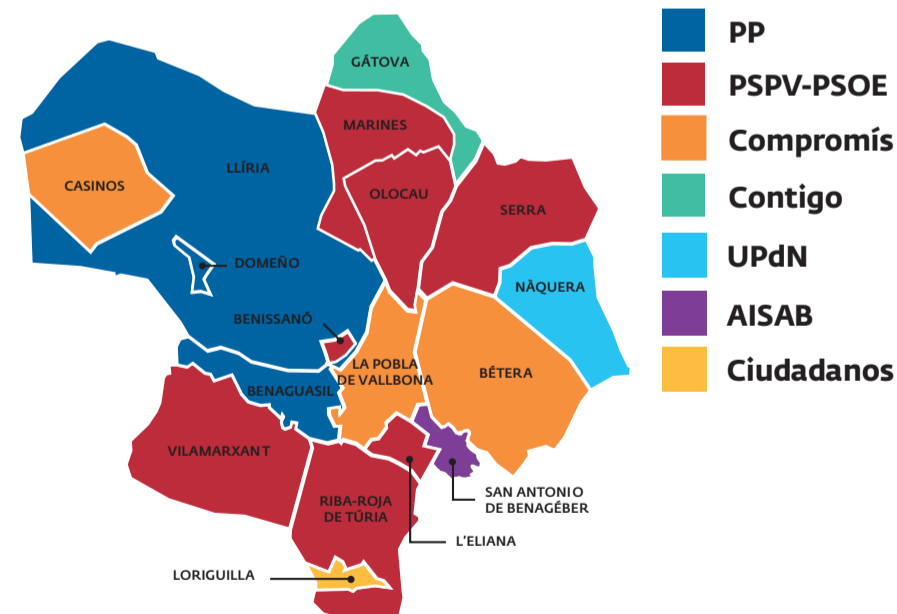 GÁTOVA
MARINES
CASINOS
LLÍRIA
OLOCAU
SERRA
DOMEÑO
NÀQUERA
BENISSANÓ
LA POBLA
DE VALLBONA
BÉTERA
BENAGUASIL
VILAMARXANT
RIBA-ROJA
DE TÚRIA
SAN ANTONIO
DE BENAGÉBER
L'ELIANA
LORIGUILLA
PP
PSPV-PSOE
Compromís
Contigo
UPdN
AISAB
Ciudadanos